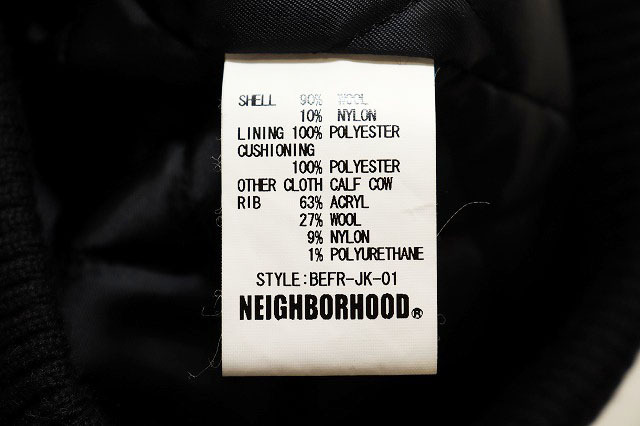 SHELL 90% WOOL
10% NYLON
LINING 100% POLYESTER
CUSHIONING
100% POLYESTER
OTHER CLOTH CALF COW
RIB 63% ACRYL
27% WOOL
9% NYLON
1% POLYURETHANE
STYLE:BEFR-JK-01
NEIGHBORHOOD®